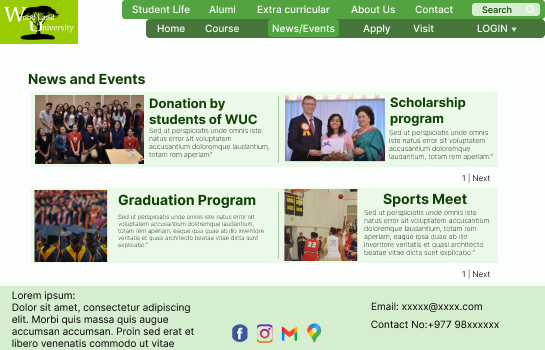 Wood Land
University
Student Life Alumi Extra curricular About Us Contact Search
Home Course News/Events Apply Visit LOGIN ▾
News and Events
Donation by
students of WUC
Sed ut perspiciatis unde omnis iste
natus error sit voluptatem
accusantium doloremque laudantium,
totam rem aperiam"
Scholarship
program
Sed ut perspiciatis unde omnis
iste natus error sit voluptatem
accusantium doloremque
laudantium, totam rem aperiam."
1 | Next
Graduation Program
Sed ut perspiciatis unde omnis iste natus error sit
voluptatem accusantium doloremque laudantium,
totam rem aperiam, eaque ipsa quae ab illo inventore
veritatis et quasi architecto beatae vitae dicta sunt
explicabo."
Sports Meet
Sed ut perspiciatis unde omnis iste
natus error sit voluptatem
accusantium doloremque
laudantium, totam rem aperiam,
eaque ipsa quae ab illo
inventore veritatis et quasi
architecto beatae vitae dicta
sunt explicabo."
1 | Next
Lorem ipsum:
Dolor sit amet, consectetur adipiscing
elit. Morbi quis massa quis augue
accumsan accumsan. Proin sed erat et
libero venenatis commodo ut vitae
Email: xxxxx@xxxx.com
Contact No:+977 98xxxxxx